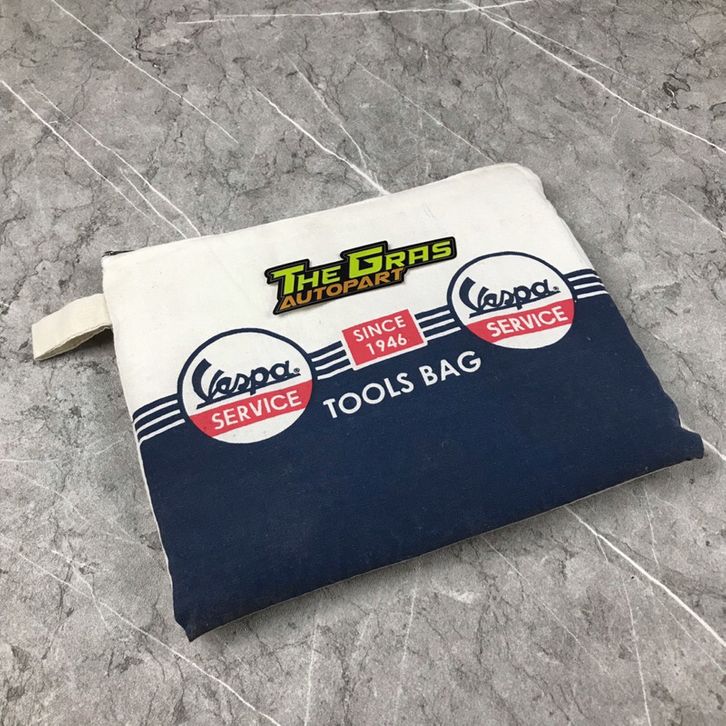 THE GRAS
AUTOPART
Vespa®
SERVICE
SINCE
1946
TOOLS BAG
Vespa®
SERVICE